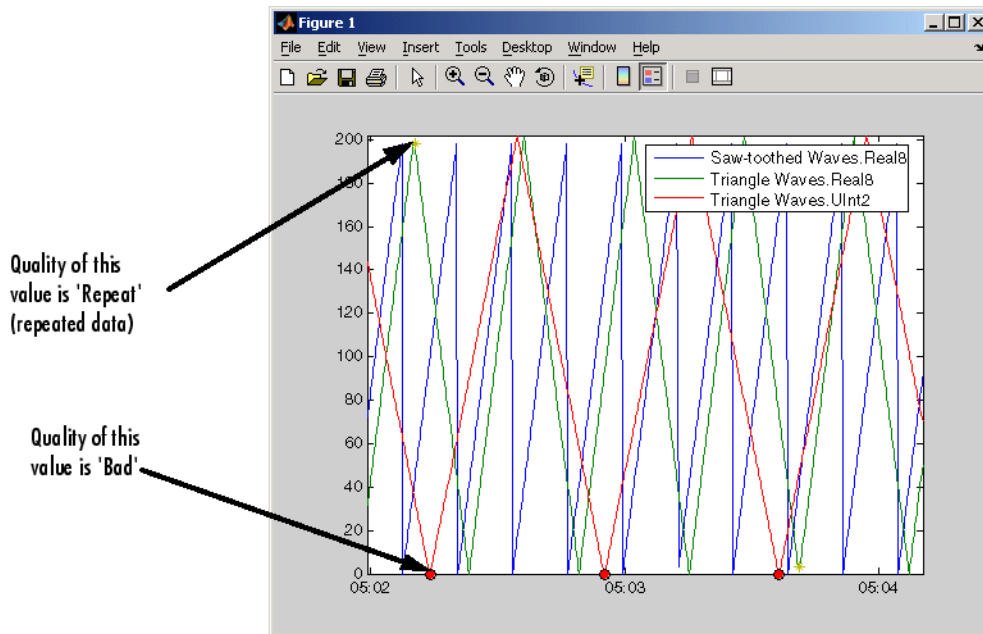 Figure 1
File Edit View Insert Tools Desktop Window Help
200
180
160
140
120
100
80
60
40
20
0
05:02 05:03 05:04
Saw-toothed Waves.Real8
Triangle Waves.Real8
Triangle Waves.UInt2
Quality of this
value is 'Repeat'
(repeated data)
Quality of this
value is 'Bad'